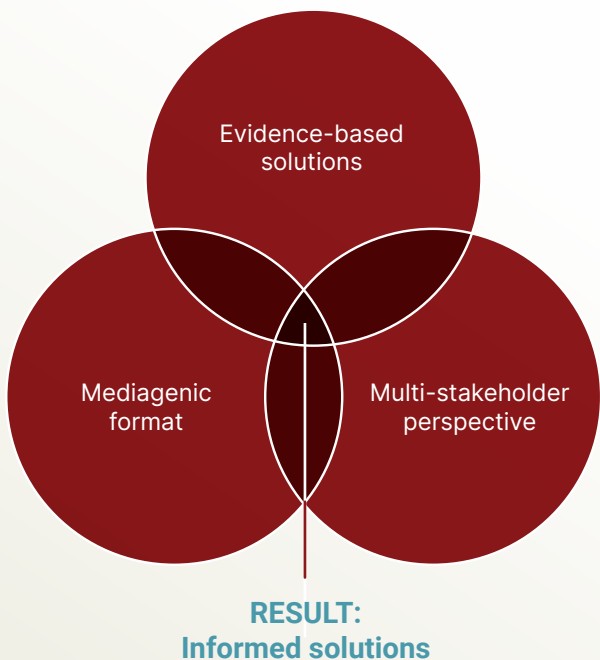 Evidence-based
solutions
Mediagenic
format
Multi-stakeholder
perspective
RESULT:
Informed solutions